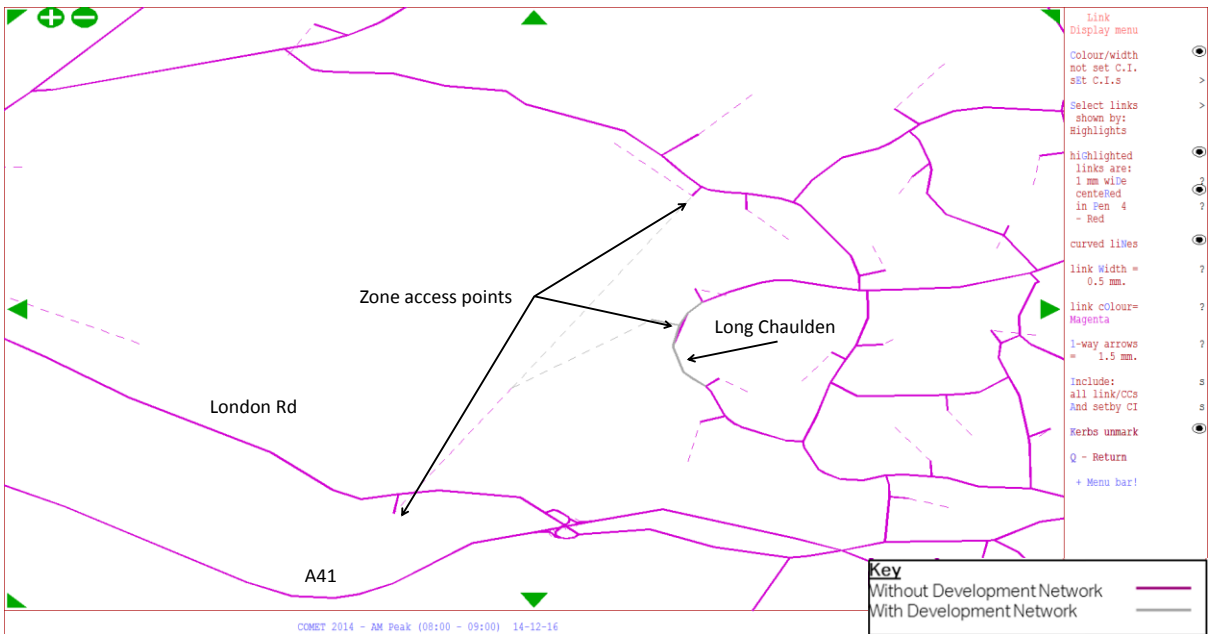 Link
Display menu
Colour/width
not set C.I.
sEt C.I.s >
Select links >
shown by:
Highlights
hiGhlighted
links are:
1 mm wiDe ?
centeRed
in Pen 4 ?
- Red
curved liNes
link Width = ?
0.5 mm.
link cOlour= ?
Magenta
1-way arrows ?
= 1.5 mm.
Include: s
all link/CCs
And setby CI s
Kerbs unmark
Q - Return
+ Menu bar!
Zone access points
Long Chaulden
London Rd
A41
Key
Without Development Network
With Development Network
COMET 2014 - AM Peak (08:00 - 09:00) 14-12-16